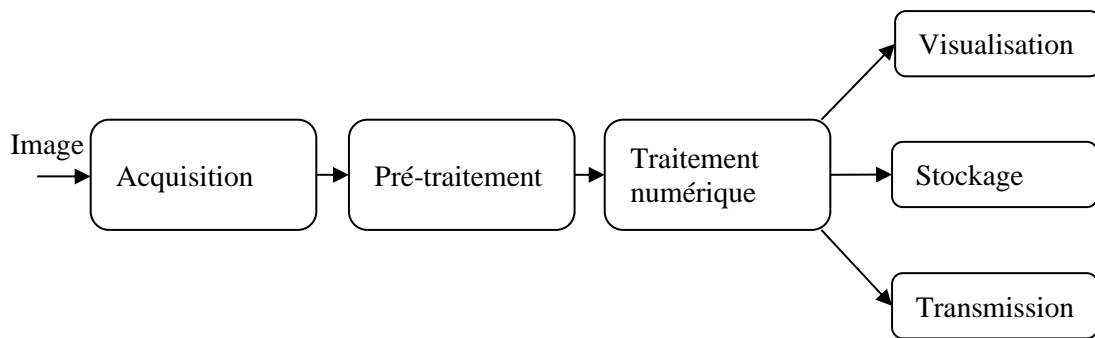 Image
Acquisition
Pré-traitement
Traitement
numérique
Visualisation
Stockage
Transmission